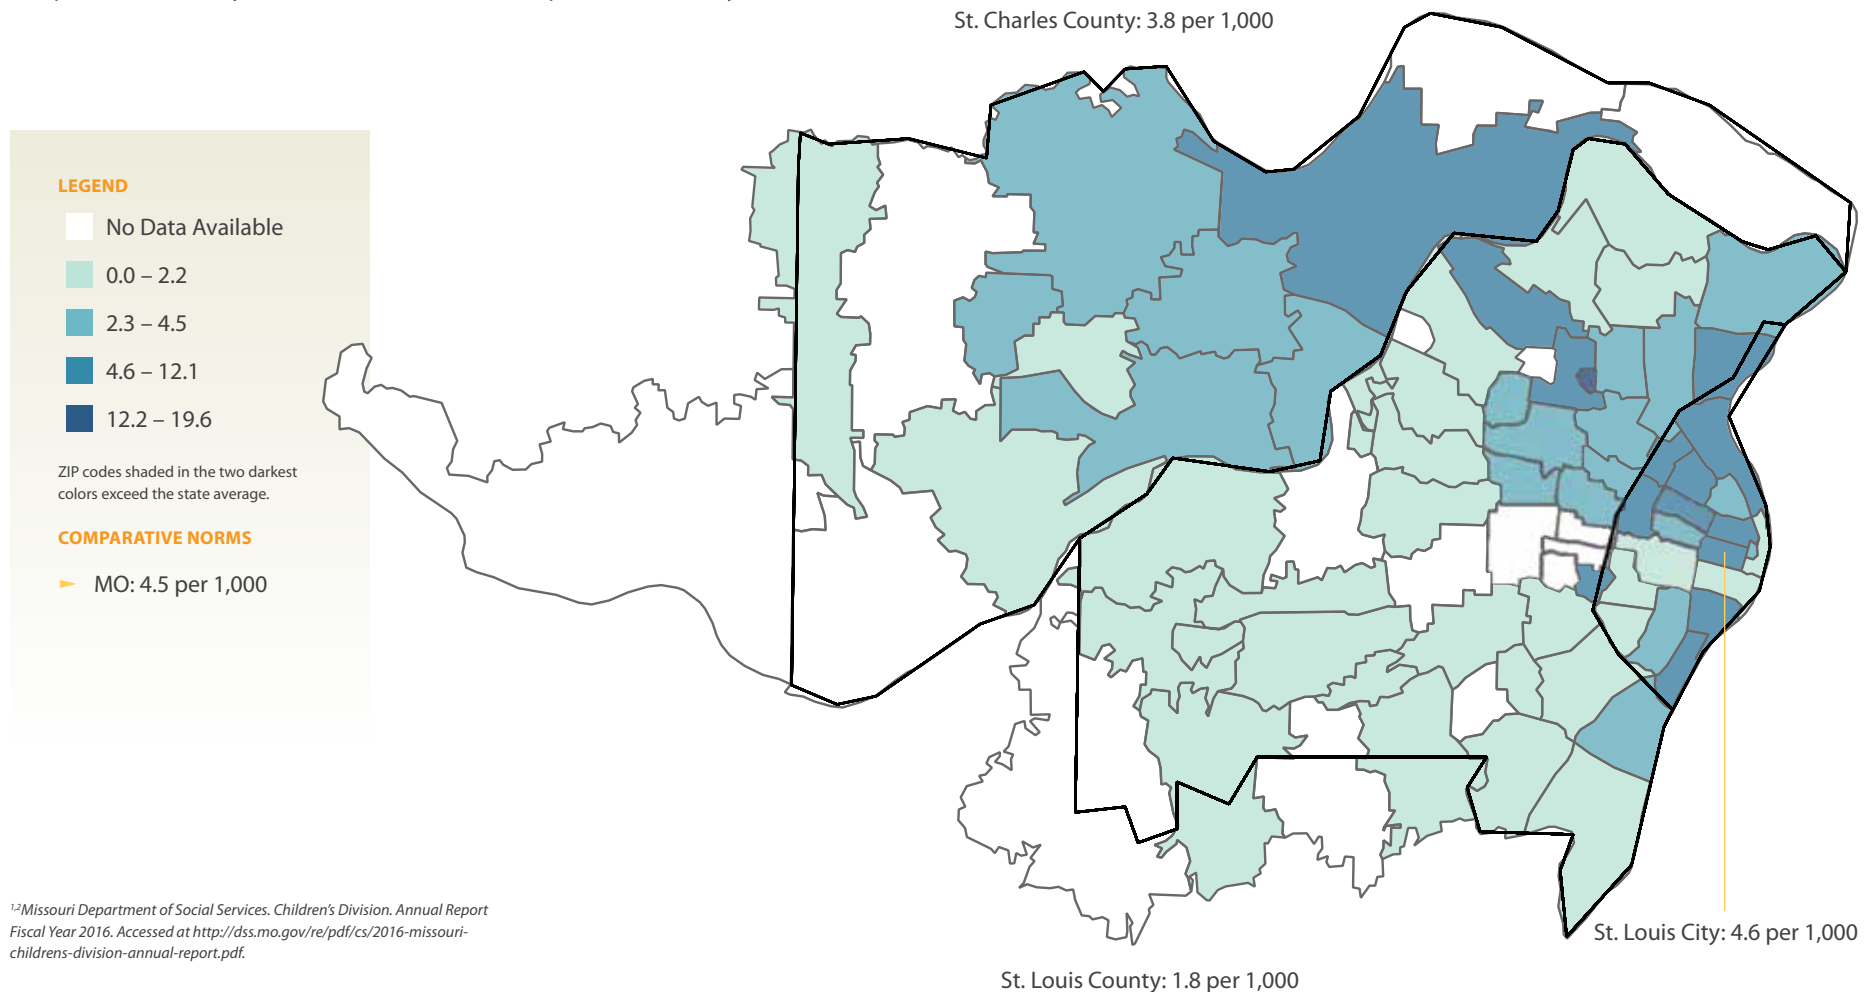 St. Charles County: 3.8 per 1,000
LEGEND
No Data Available
0.0 – 2.2
2.3 – 4.5
4.6 – 12.1
12.2 – 19.6
ZIP codes shaded in the two darkest
colors exceed the state average.
COMPARATIVE NORMS
MO: 4.5 per 1,000
1,2Missouri Department of Social Services. Children's Division. Annual Report
Fiscal Year 2016. Accessed at http://dss.mo.gov/re/pdf/cs/2016-missouri-
childrens-division-annual-report.pdf.
St. Louis City: 4.6 per 1,000
St. Louis County: 1.8 per 1,000